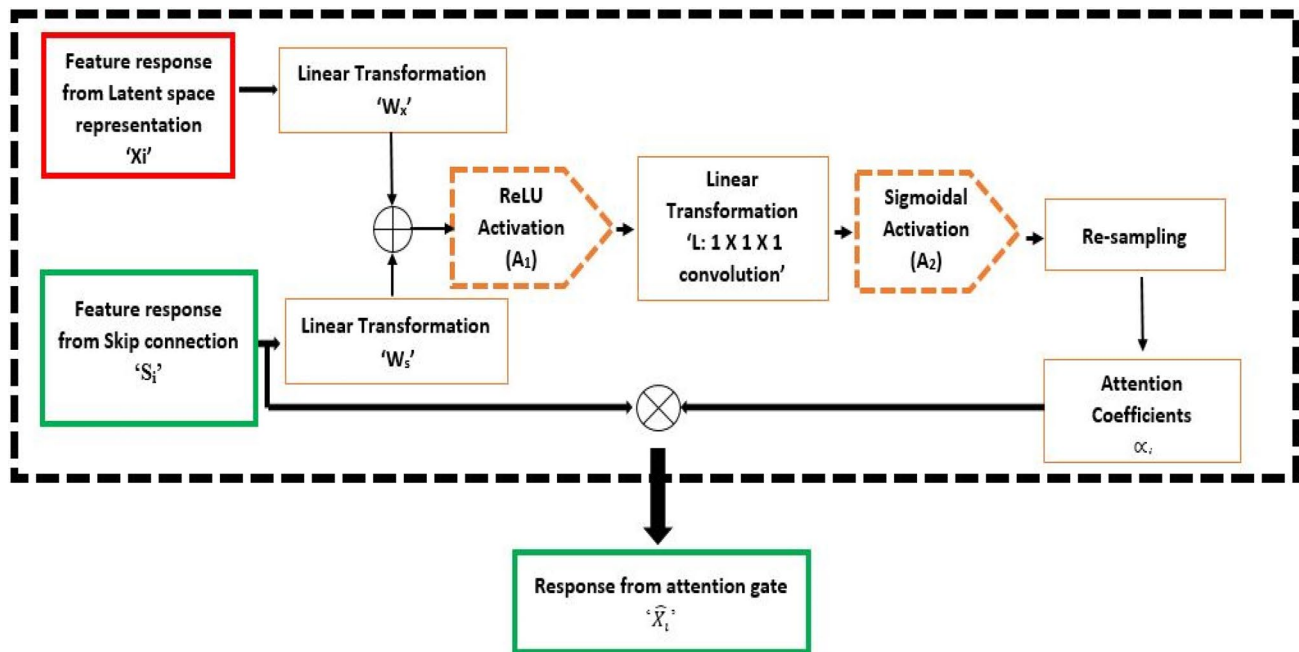 Feature response
from Latent space
representation
‘Xi’
Linear Transformation
‘Wₓ’
ReLU
Activation
(A₁)
Linear
Transformation
‘L: 1 X 1 X 1
convolution’
Sigmoidal
Activation
(A₂)
Re-sampling
Feature response
from Skip connection
‘Sᵢ’
Linear Transformation
‘Wₛ’
Attention
Coefficients
∝ᵢ
Response from attention gate
‘X̂ᵢ’